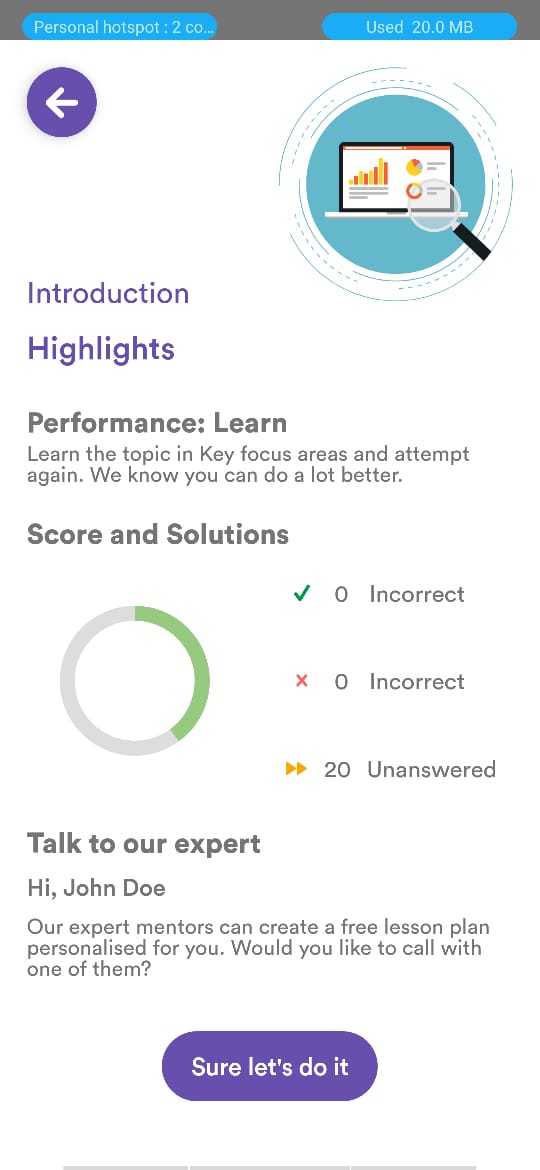 Personal hotspot : 2 co...
Used 20.0 MB
Introduction
Highlights
Performance: Learn
Learn the topic in Key focus areas and attempt
again. We know you can do a lot better.
Score and Solutions
0 Incorrect
0 Incorrect
20 Unanswered
Talk to our expert
Hi, John Doe
Our expert mentors can create a free lesson plan
personalised for you. Would you like to call with
one of them?
Sure let's do it